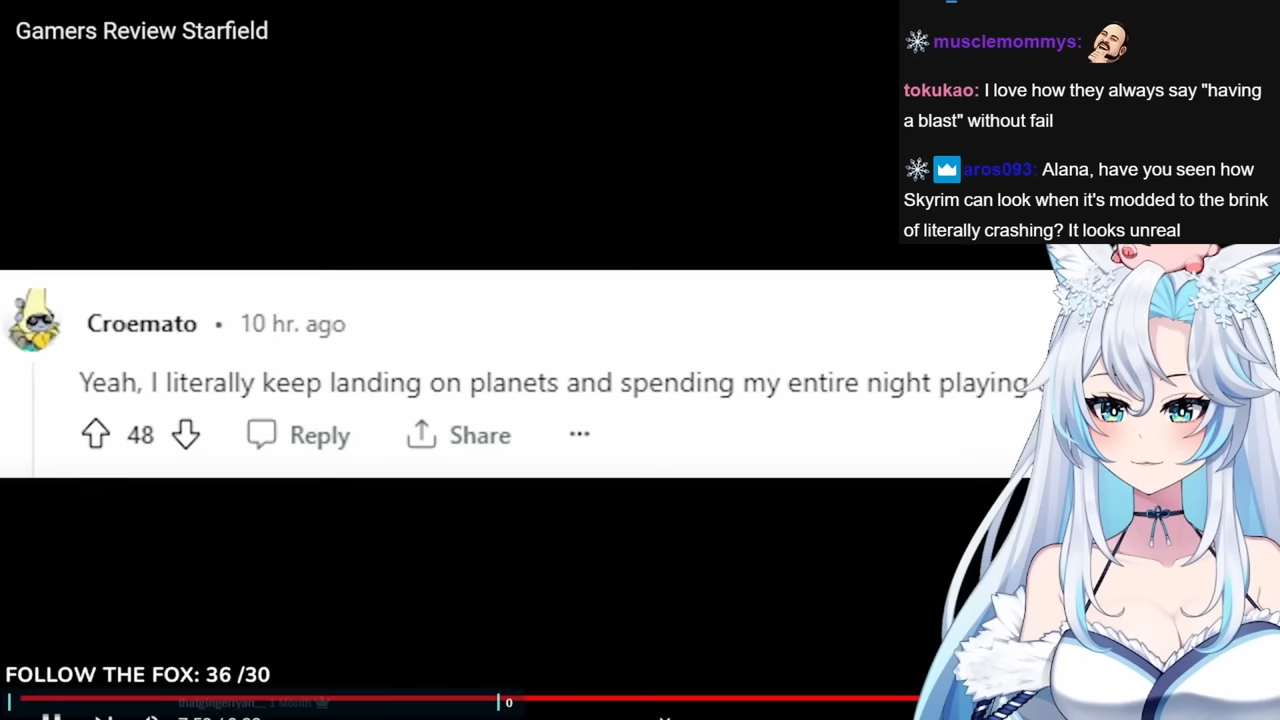 Gamers Review Starfield
musclemommys:
tokukao: I love how they always say "having
a blast" without fail
aros093: Alana, have you seen how
Skyrim can look when it's modded to the brink
of literally crashing? It looks unreal
Croemato • 10 hr. ago
Yeah, I literally keep landing on planets and spending my entire night playing
48 Reply Share ...
FOLLOW THE FOX: 36 /30
thatgingerryan__ 1 Month
0